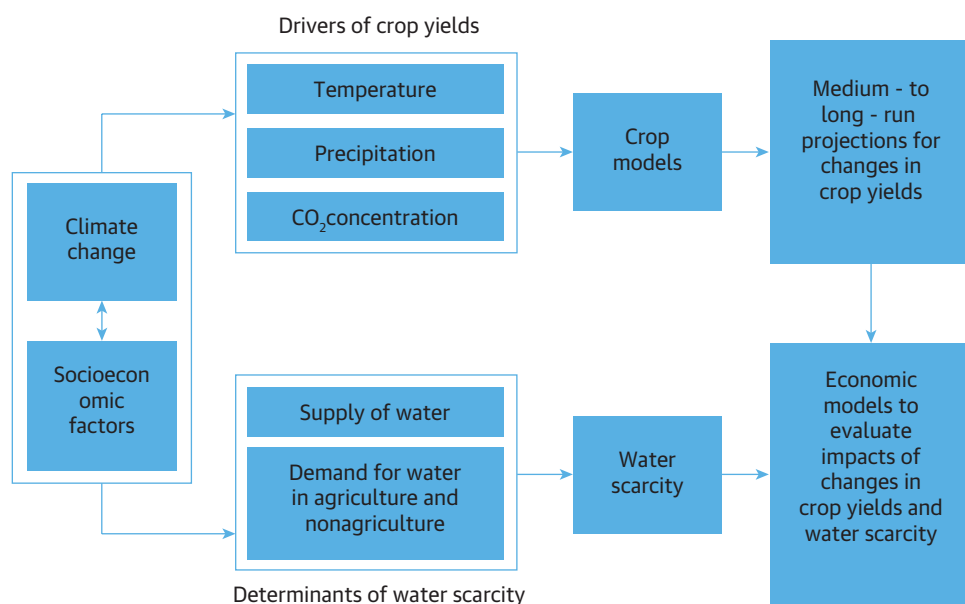 Drivers of crop yields
Temperature
Precipitation
CO₂concentration
Crop
models
Medium - to
long - run
projections for
changes in
crop yields
Climate
change
Socioecon
omic
factors
Supply of water
Demand for water
in agriculture and
nonagriculture
Determinants of water scarcity
Water
scarcity
Economic
models to
evaluate
impacts of
changes in
crop yields and
water scarcity